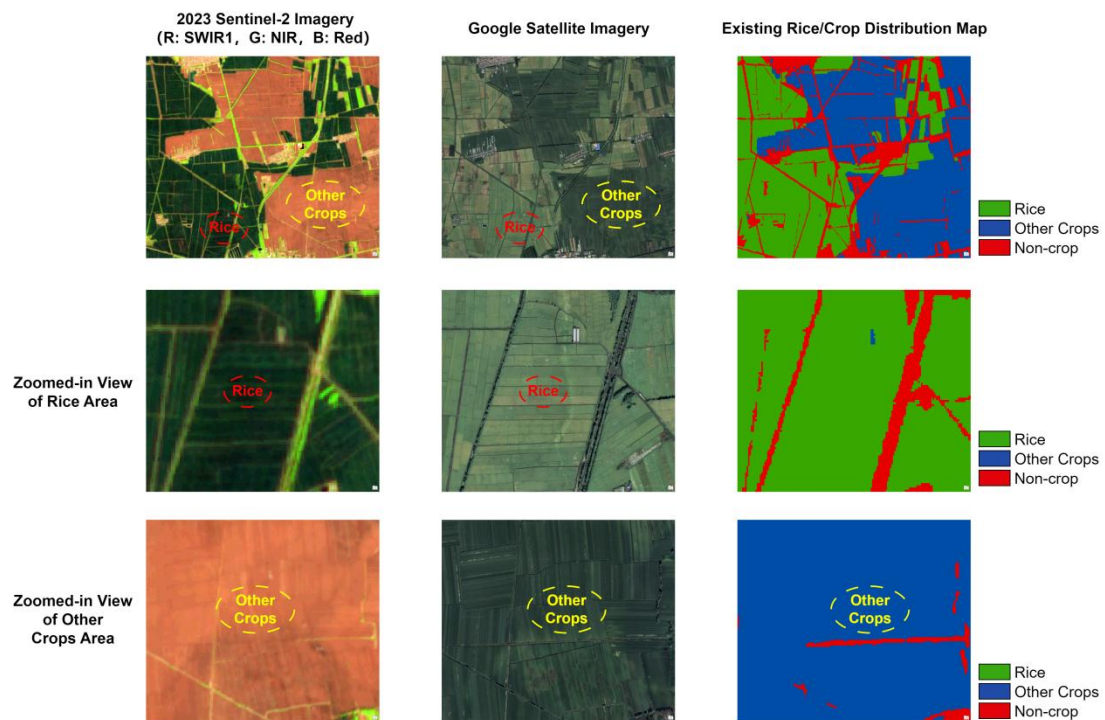 2023 Sentinel-2 Imagery
(R: SWIR1, G: NIR, B: Red)
Google Satellite Imagery
Existing Rice/Crop Distribution Map
Other
Crops
Rice
Other
Crops
Rice
Rice
Other Crops
Non-crop
Zoomed-in View
of Rice Area
Rice
Rice
Rice
Other Crops
Non-crop
Zoomed-in View
of Other
Crops Area
Other
Crops
Other
Crops
Other
Crops
Rice
Other Crops
Non-crop